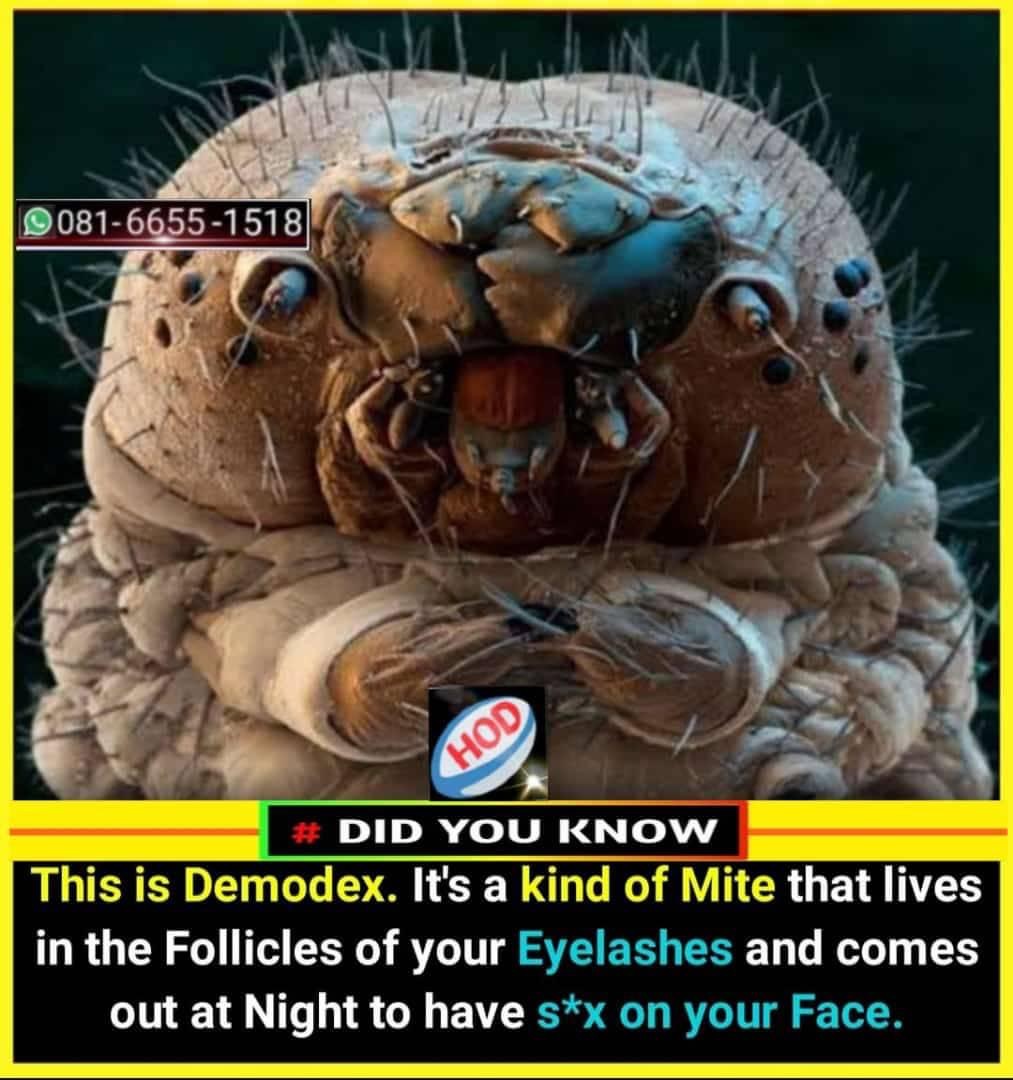 081-6655-1518
HOD
# DID YOU KNOW
This is Demodex. It's a kind of Mite that lives
in the Follicles of your Eyelashes and comes
out at Night to have s*x on your Face.